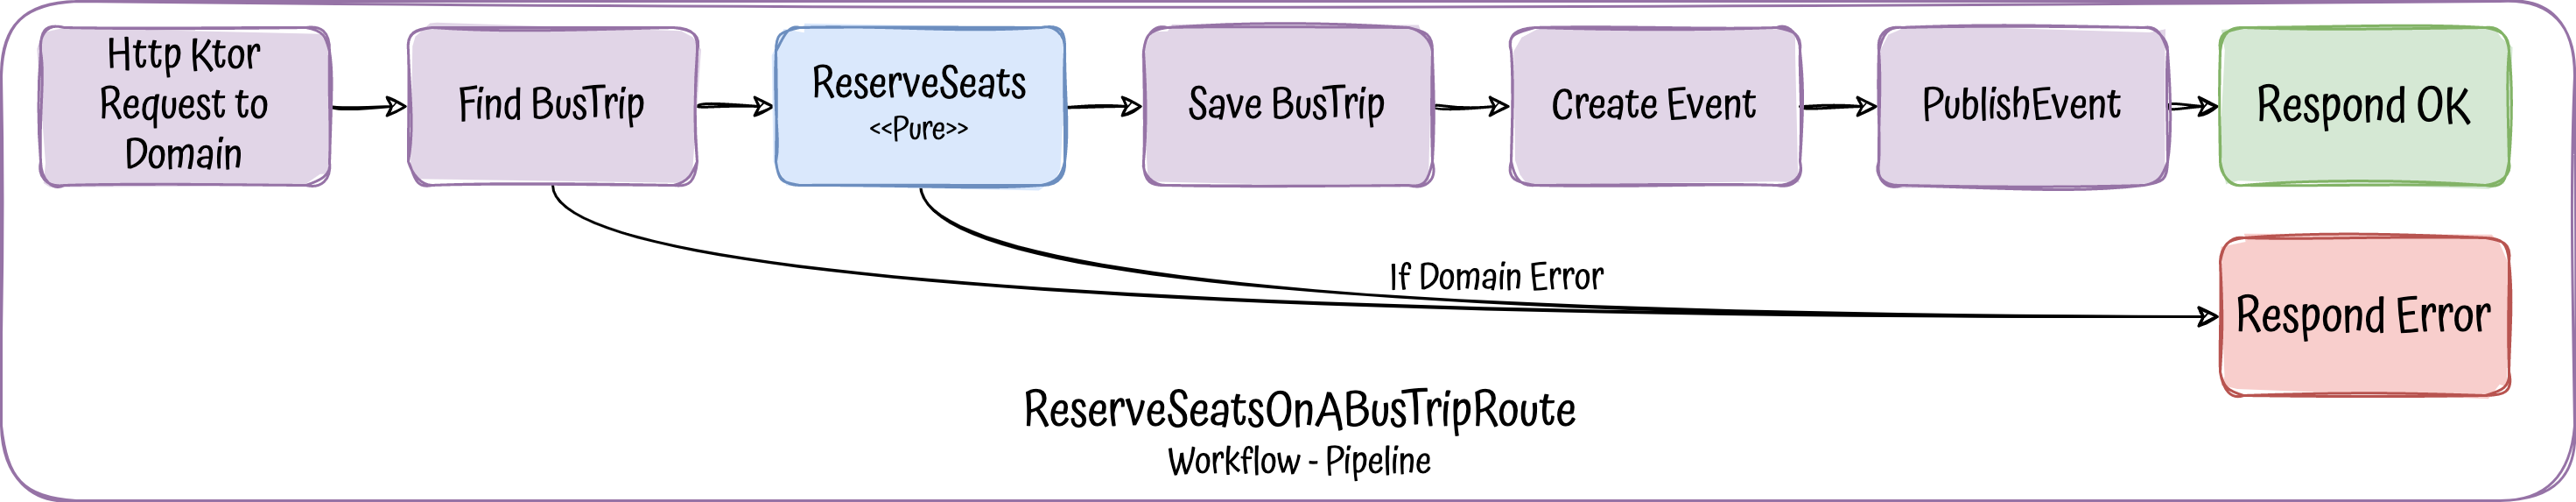 Http Ktor
Request to
Domain
Find BusTrip
ReserveSeats
<<Pure>>
Save BusTrip
Create Event
PublishEvent
Respond OK
If Domain Error
Respond Error
ReserveSeatsOnABusTripRoute
Workflow - Pipeline